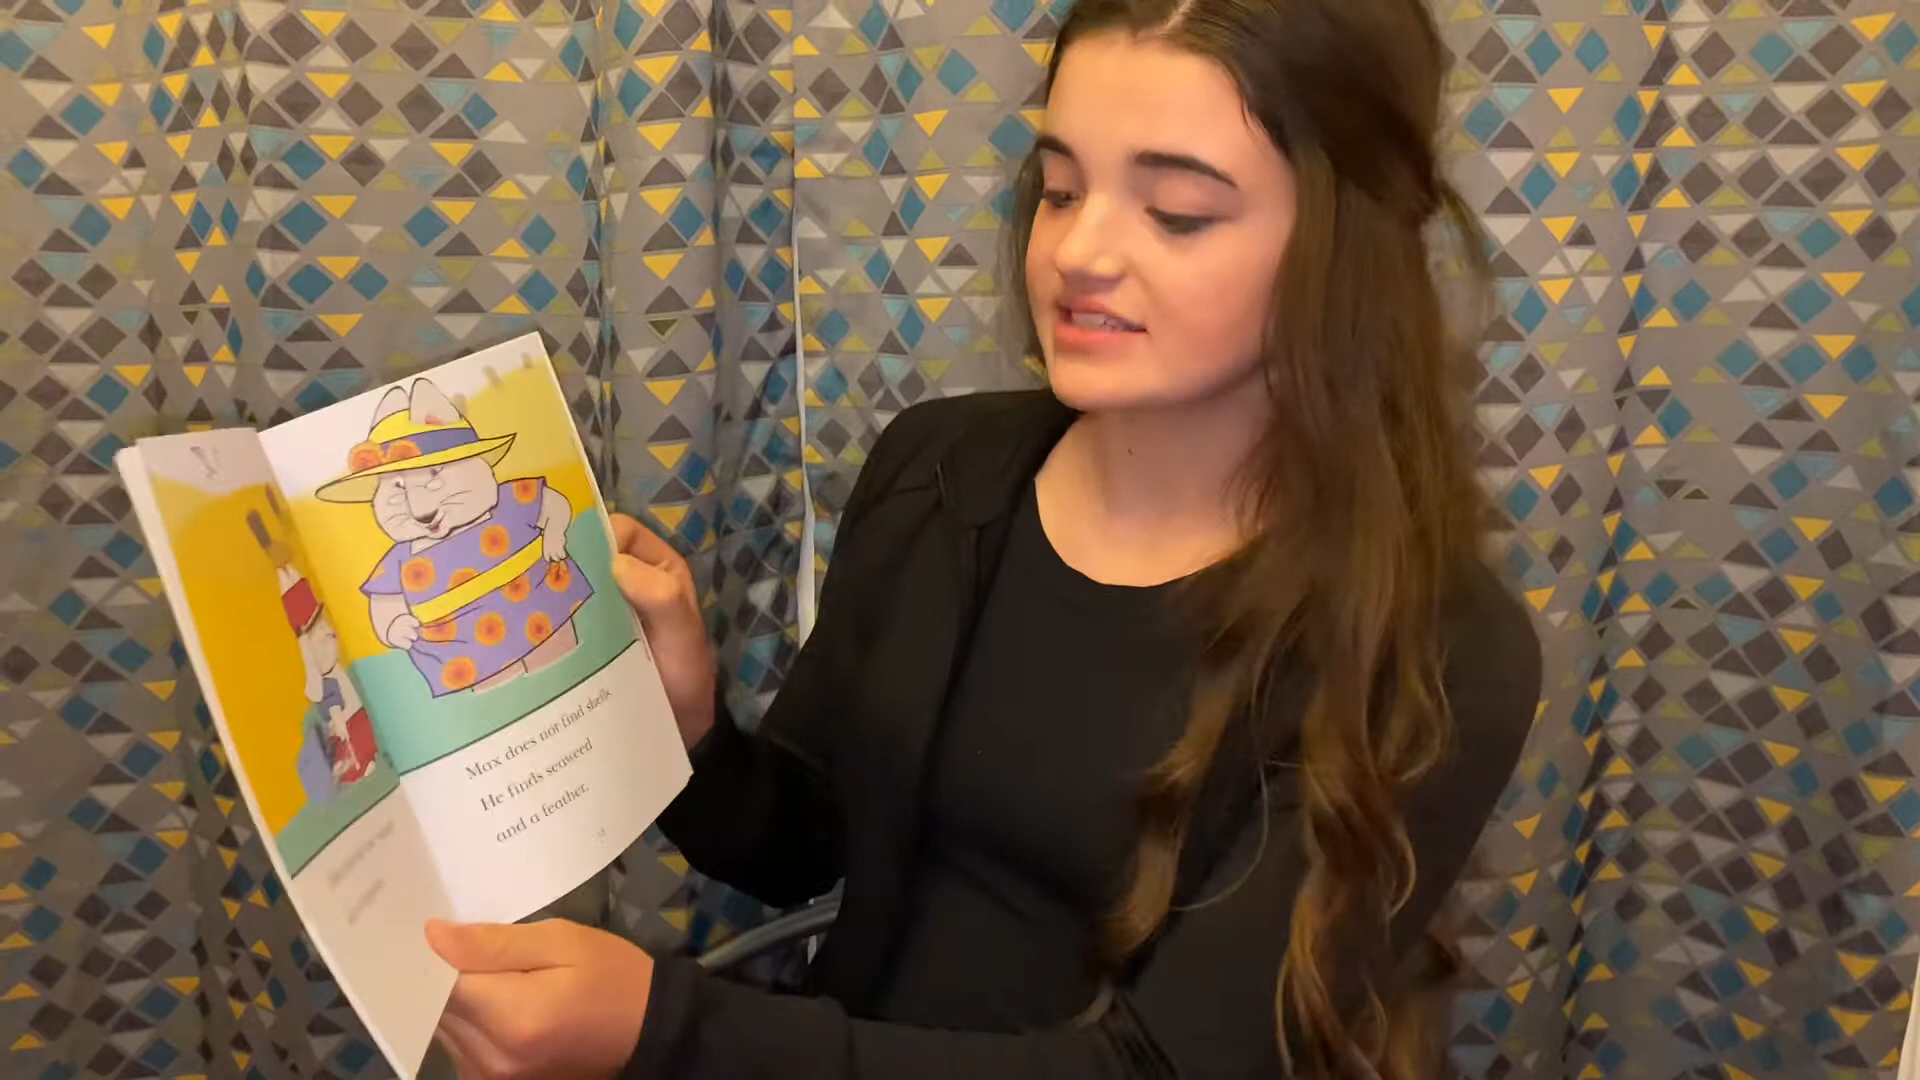 Max does not find shells.
He finds seaweed
and a feather.